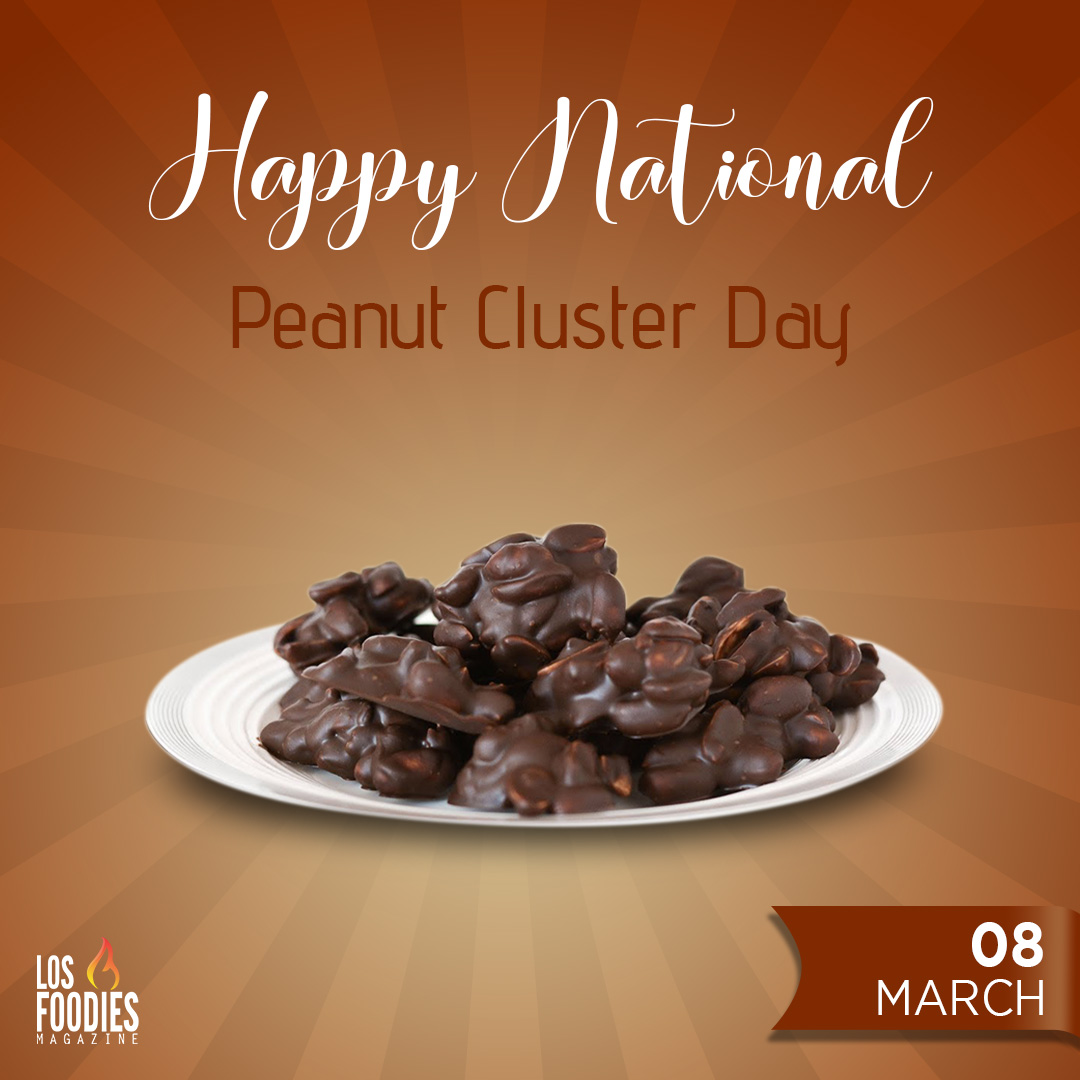 Happy National
Peanut Cluster Day
08
MARCH
LOS
FOODIES
MAGAZINE